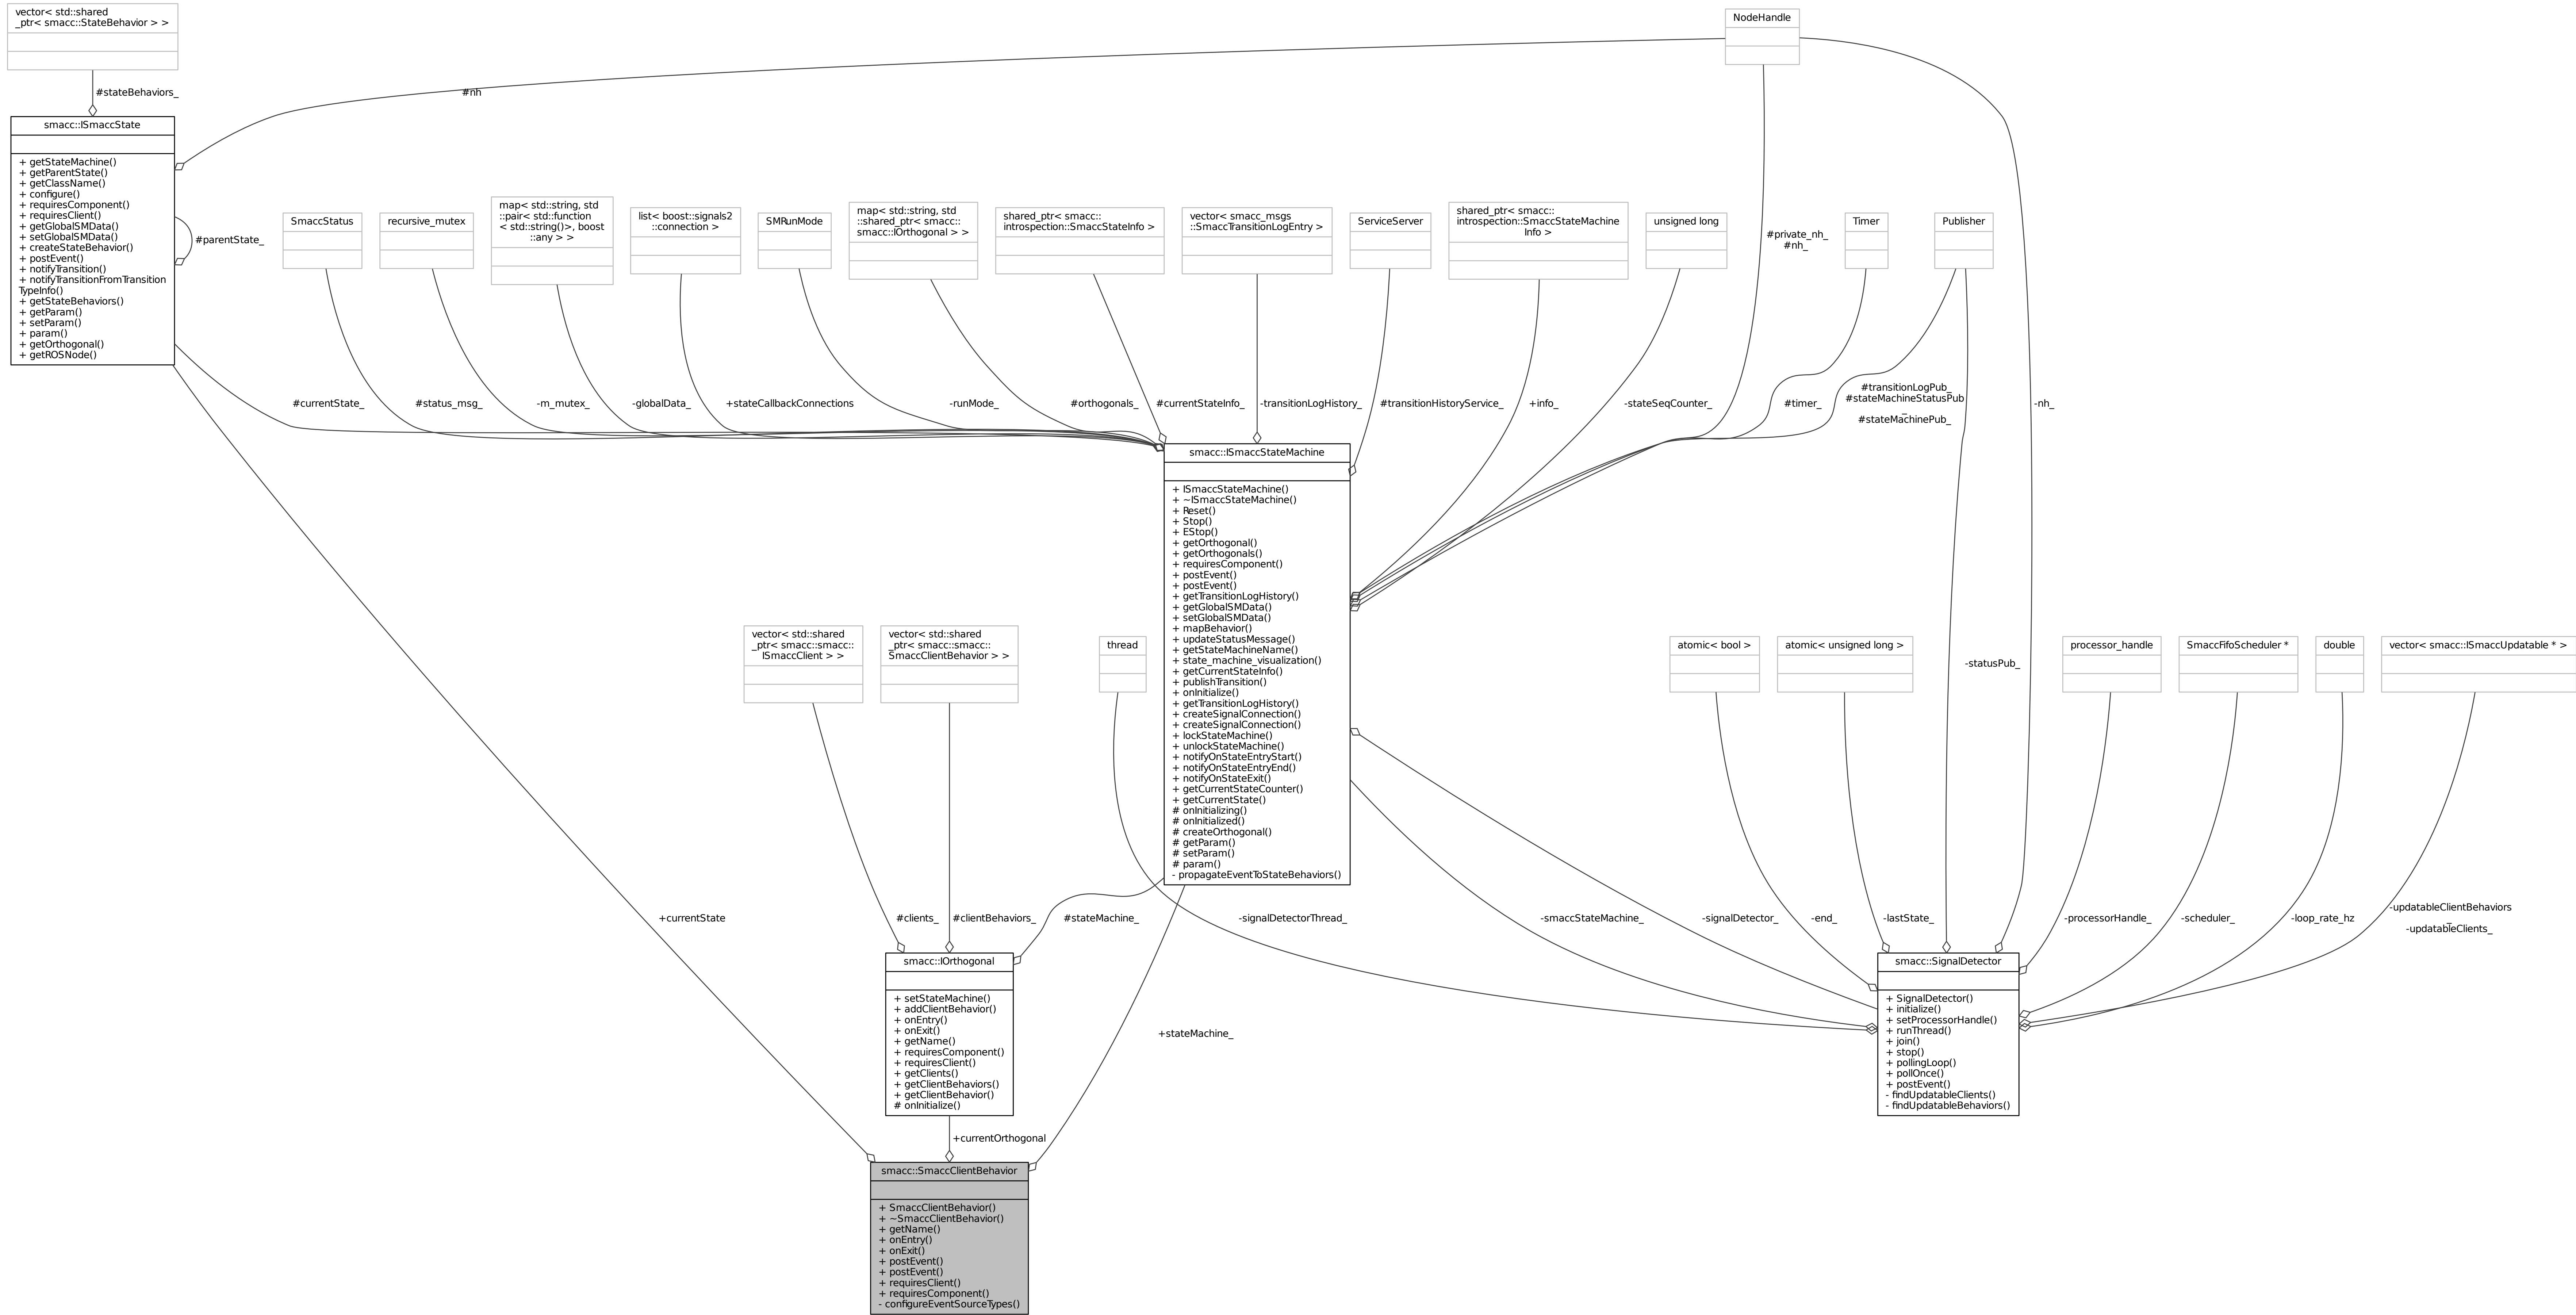 vector< std::shared
_ptr< smacc::StateBehavior > >
NodeHandle
#stateBehaviors_
#nh
smacc::ISmaccState
+ getStateMachine()
+ getParentState()
+ getClassName()
+ configure()
+ requiresComponent()
+ requiresClient()
+ getGlobalSMData()
+ setGlobalSMData()
+ createStateBehavior()
+ postEvent()
+ notifyTransition()
+ notifyTransitionFromTransition
TypeInfo()
+ getStateBehaviors()
+ getParam()
+ setParam()
+ param()
+ getOrthogonal()
+ getROSNode()
#parentState_
SmaccStatus
recursive_mutex
map< std::string, std
::pair< std::function
< std::string()>, boost
::any > >
list< boost::signals2
::connection >
SMRunMode
map< std::string, std
::shared_ptr< smacc::
smacc::IOrthogonal > >
shared_ptr< smacc::
introspection::SmaccStateInfo >
vector< smacc_msgs
::SmaccTransitionLogEntry >
ServiceServer
shared_ptr< smacc::
introspection::SmaccStateMachine
Info >
unsigned long
#private_nh_
#nh_
Timer
Publisher
#currentState_
#status_msg_
-m_mutex_
-globalData_
+stateCallbackConnections
-runMode_
#orthogonals_
#currentStateInfo_
-transitionLogHistory_
#transitionHistoryService_
+info_
-stateSeqCounter_
#timer_
#transitionLogPub_
#stateMachineStatusPub
_
#stateMachinePub_
-nh_
smacc::ISmaccStateMachine
+ ISmaccStateMachine()
+ ~ISmaccStateMachine()
+ Reset()
+ Stop()
+ EStop()
+ getOrthogonal()
+ getOrthogonals()
+ requiresComponent()
+ postEvent()
+ postEvent()
+ getTransitionLogHistory()
+ getGlobalSMData()
+ setGlobalSMData()
+ mapBehavior()
+ updateStatusMessage()
+ getStateMachineName()
+ state_machine_visualization()
+ getCurrentStateInfo()
+ publishTransition()
+ onInitialize()
+ getTransitionLogHistory()
+ createSignalConnection()
+ createSignalConnection()
+ lockStateMachine()
+ unlockStateMachine()
+ notifyOnStateEntryStart()
+ notifyOnStateEntryEnd()
+ notifyOnStateExit()
+ getCurrentStateCounter()
+ getCurrentState()
# onInitializing()
# onInitialized()
# createOrthogonal()
# getParam()
# setParam()
# param()
- propagateEventToStateBehaviors()
vector< std::shared
_ptr< smacc::smacc::
ISmaccClient > >
vector< std::shared
_ptr< smacc::smacc::
SmaccClientBehavior > >
thread
atomic< bool >
atomic< unsigned long >
-statusPub_
processor_handle
SmaccFifoScheduler *
double
vector< smacc::ISmaccUpdatable * >
+currentState
#clients_
#clientBehaviors_
#stateMachine_
-signalDetectorThread_
-smaccStateMachine_
-signalDetector_
-end_
-lastState_
-processorHandle_
-scheduler_
-loop_rate_hz
-updatableClientBehaviors
_
-updatableClients_
smacc::IOrthogonal
+ setStateMachine()
+ addClientBehavior()
+ onEntry()
+ onExit()
+ getName()
+ requiresComponent()
+ requiresClient()
+ getClients()
+ getClientBehaviors()
+ getClientBehavior()
# onInitialize()
+stateMachine_
smacc::SignalDetector
+ SignalDetector()
+ initialize()
+ setProcessorHandle()
+ runThread()
+ join()
+ stop()
+ pollingLoop()
+ pollOnce()
+ postEvent()
- findUpdatableClients()
- findUpdatableBehaviors()
+currentOrthogonal
smacc::SmaccClientBehavior
+ SmaccClientBehavior()
+ ~SmaccClientBehavior()
+ getName()
+ onEntry()
+ onExit()
+ postEvent()
+ postEvent()
+ requiresClient()
+ requiresComponent()
- configureEventSourceTypes()